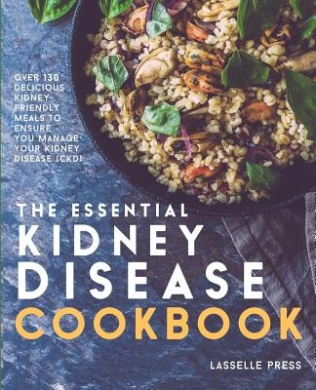 OVER 130
DELICIOUS
KIDNEY-
FRIENDLY
MEALS TO
ENSURE
YOU MANAGE
YOUR KIDNEY
DISEASE (CKD)
THE ESSENTIAL
KIDNEY
DISEASE
COOKBOOK
LASSELLE PRESS